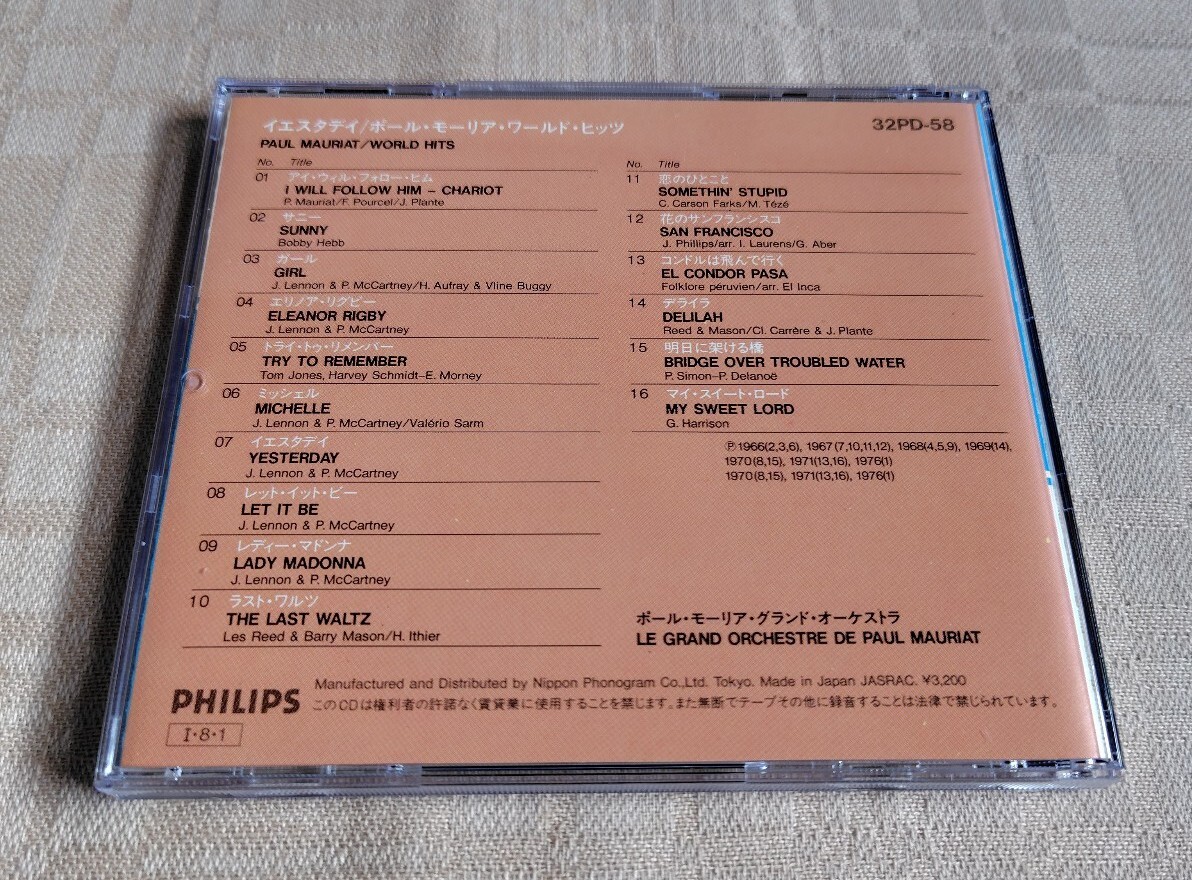 イエスタデイ/ポール・モーリア・ワールド・ヒッツ
32PD-58
PAUL MAURIAT/WORLD HITS
No. Title
01 アイ・ウィル・フォロー・ヒム
I WILL FOLLOW HIM – CHARIOT
P. Mauriat/F. Pourcel/J. Plante
02 サニー
SUNNY
Bobby Hebb
03 ガール
GIRL
J. Lennon & P. McCartney/H. Aufray & Vline Buggy
04 エリノア・リグビー
ELEANOR RIGBY
J. Lennon & P. McCartney
05 トライ・トゥ・リメンバー
TRY TO REMEMBER
Tom Jones, Harvey Schmidt–E. Morney
06 ミッシェル
MICHELLE
J. Lennon & P. McCartney/Valério Sarm
07 イエスタデイ
YESTERDAY
J. Lennon & P. McCartney
08 レット・イット・ビー
LET IT BE
J. Lennon & P. McCartney
09 レディー・マドンナ
LADY MADONNA
J. Lennon & P. McCartney
10 ラスト・ワルツ
THE LAST WALTZ
Les Reed & Barry Mason/H. Ithier
No. Title
11 恋のひとこと
SOMETHIN' STUPID
C. Carson Farks/M. Tézé
12 花のサンフランシスコ
SAN FRANCISCO
J. Phillips/arr. I. Laurens/G. Aber
13 コンドルは飛んで行く
EL CONDOR PASA
Folklore péruvien/arr. El Inca
14 デライラ
DELILAH
Reed & Mason/Cl. Carrère & J. Plante
15 明日に架ける橋
BRIDGE OVER TROUBLED WATER
P. Simon–P. Delanoë
16 マイ・スイート・ロード
MY SWEET LORD
G. Harrison
Ⓟ1966(2,3,6), 1967(7,10,11,12), 1968(4,5,9), 1969(14),
1970(8,15), 1971(13,16), 1976(1)
1970(8,15), 1971(13,16), 1976(1)
ポール・モーリア・グランド・オーケストラ
LE GRAND ORCHESTRE DE PAUL MAURIAT
PHILIPS
Manufactured and Distributed by Nippon Phonogram Co.,Ltd. Tokyo. Made in Japan JASRAC. ¥3,200
このCDは権利者の許諾なく賃貸業に使用することを禁じます。また無断でテープその他に録音することは法律で禁じられています。
I・8・1